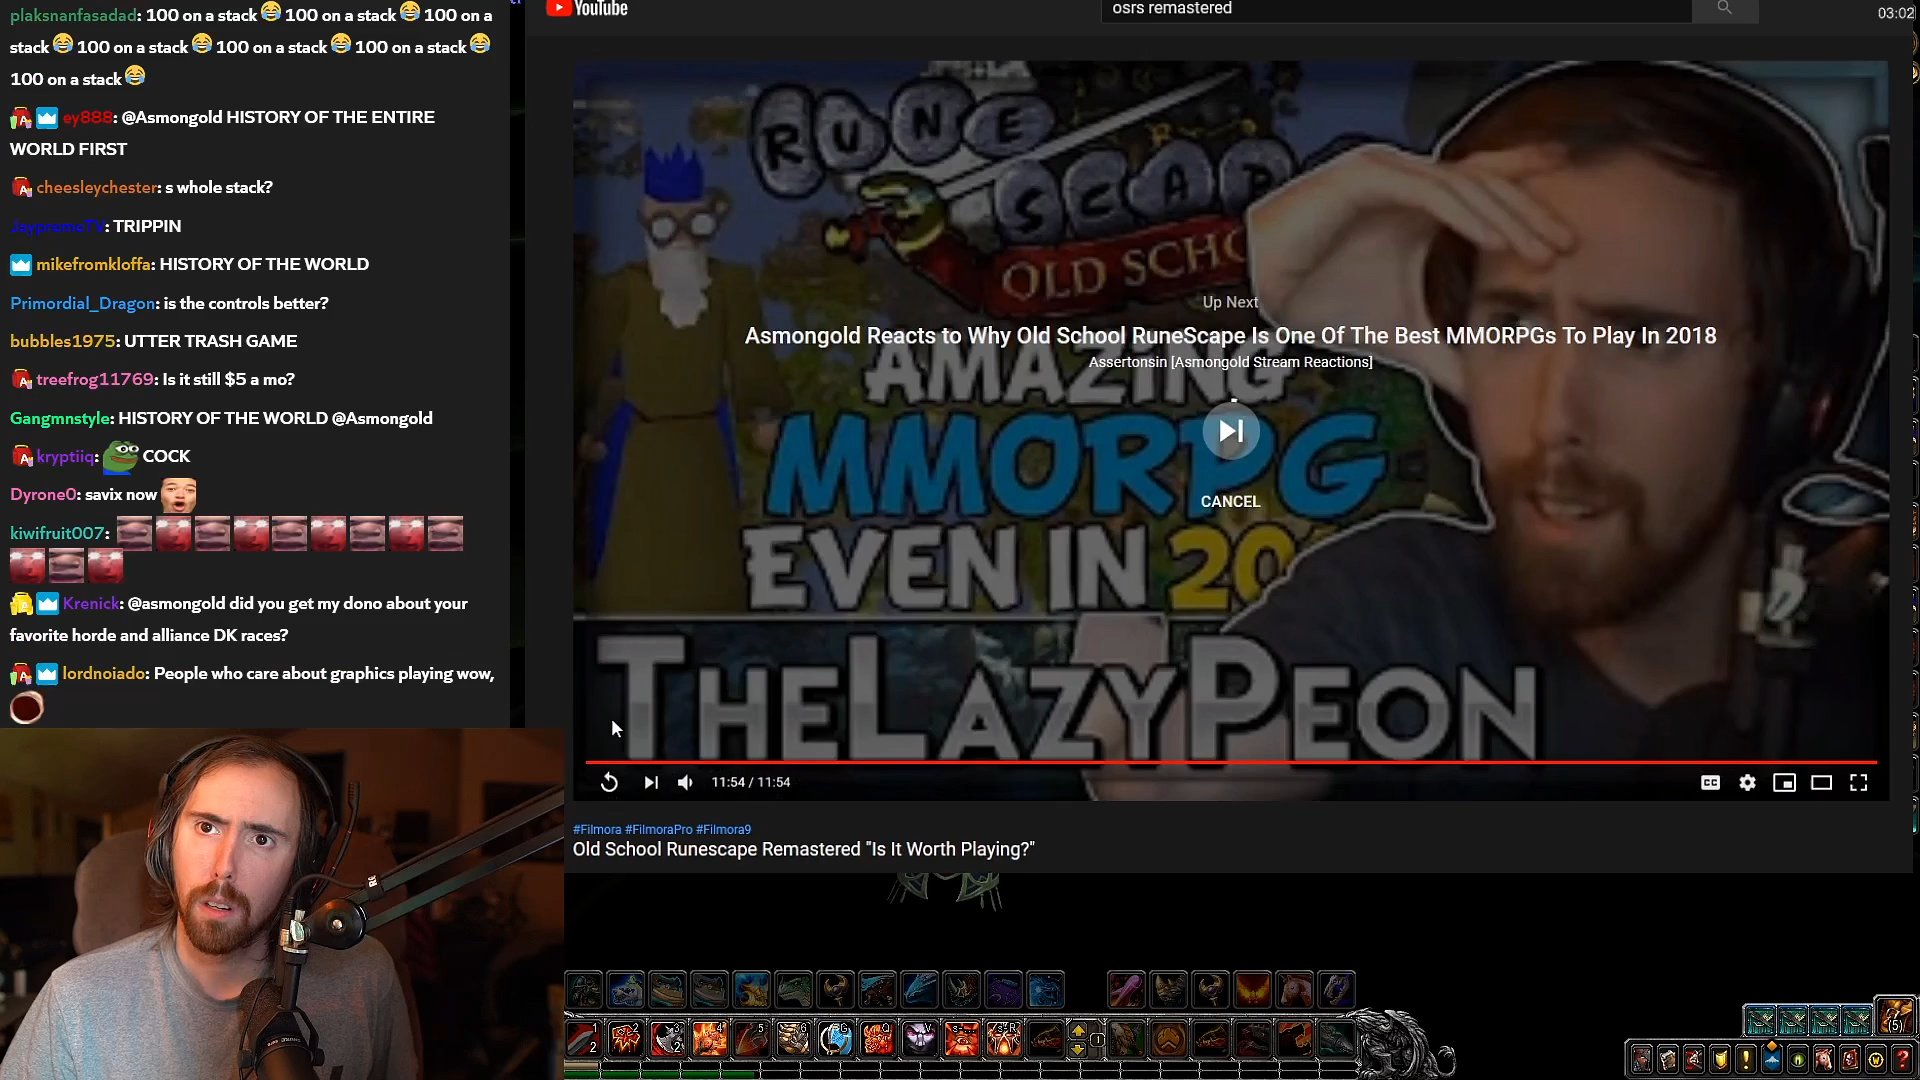 plaksnanfasadad: 100 on a stack 100 on a stack 100 on a
stack 100 on a stack 100 on a stack 100 on a stack
100 on a stack
ey888: @Asmongold HISTORY OF THE ENTIRE
WORLD FIRST
cheesleychester: s whole stack?
JaypromoTV: TRIPPIN
mikefromkloffa: HISTORY OF THE WORLD
Primordial_Dragon: is the controls better?
bubbles1975: UTTER TRASH GAME
treefrog11769: Is it still $5 a mo?
Gangmnstyle: HISTORY OF THE WORLD @Asmongold
kryptiiq: COCK
Dyrone0: savix now
kiwifruit007:
Krenick: @asmongold did you get my dono about your
favorite horde and alliance DK races?
lordnoiado: People who care about graphics playing wow,
YouTube
osrs remastered
03:02
RUNE
SCAP
OLD SCHO
Up Next
Asmongold Reacts to Why Old School RuneScape Is One Of The Best MMORPGs To Play In 2018
Assertonsin [Asmongold Stream Reactions]
AMAZING
MMORPG
CANCEL
EVEN IN 20
THELAZYPEON
11:54 / 11:54
CC
#Filmora #FilmoraPro #Filmora9
Old School Runescape Remastered "Is It Worth Playing?"
(5)